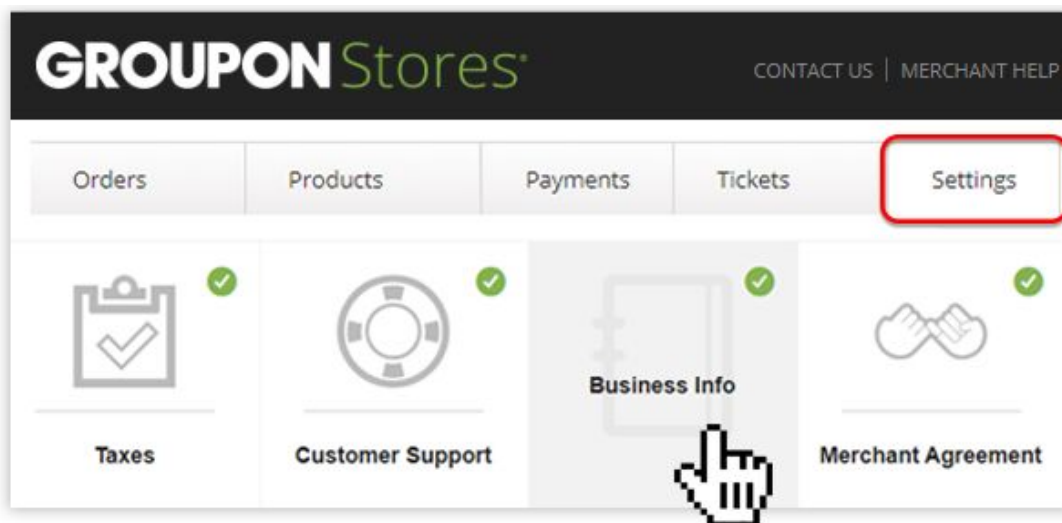 GROUPON Stores
CONTACT US | MERCHANT HELP
Orders Products Payments Tickets Settings
Business Info
Taxes Customer Support Merchant Agreement